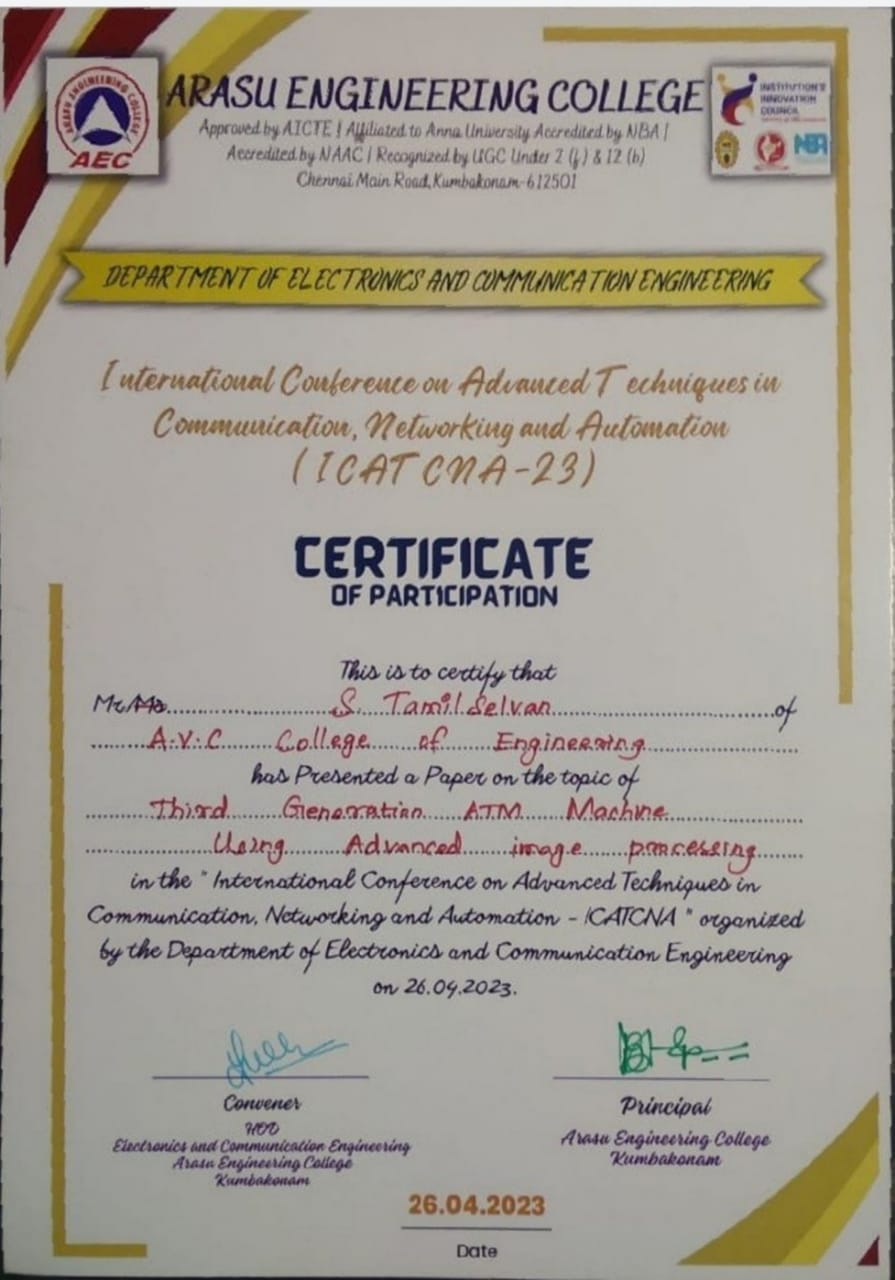 ARASU ENGINEERING COLLEGE
Approved by AICTE | Affiliated to Anna University Accredited by NBA |
Accredited by NAAC | Recognized by UGC Under 2 (f) & 12 (b)
Chennai Main Road, Kumbakonam-612501
ARASU ENGINEERING COLLEGE
AEC
INSTITUTION'S
INNOVATION
COUNCIL
NBA
DEPARTMENT OF ELECTRONICS AND COMMUNICATION ENGINEERING
International Conference on Advanced Techniques in
Communication, Networking and Automation
(ICATCNA-23)
CERTIFICATE
OF PARTICIPATION
This is to certify that
Mr./Ms. S. TamilSelvan of
A.V.C College of Engineering
has Presented a Paper on the topic of
Third Generation ATM Machine
Using Advanced image processing
in the "International Conference on Advanced Techniques in
Communication, Networking and Automation - ICATCNA" organized
by the Department of Electronics and Communication Engineering
on 26.04.2023.
Convener
HOD
Electronics and Communication Engineering
Arasu Engineering College
Kumbakonam
Principal
Arasu Engineering College
Kumbakonam
26.04.2023
Date